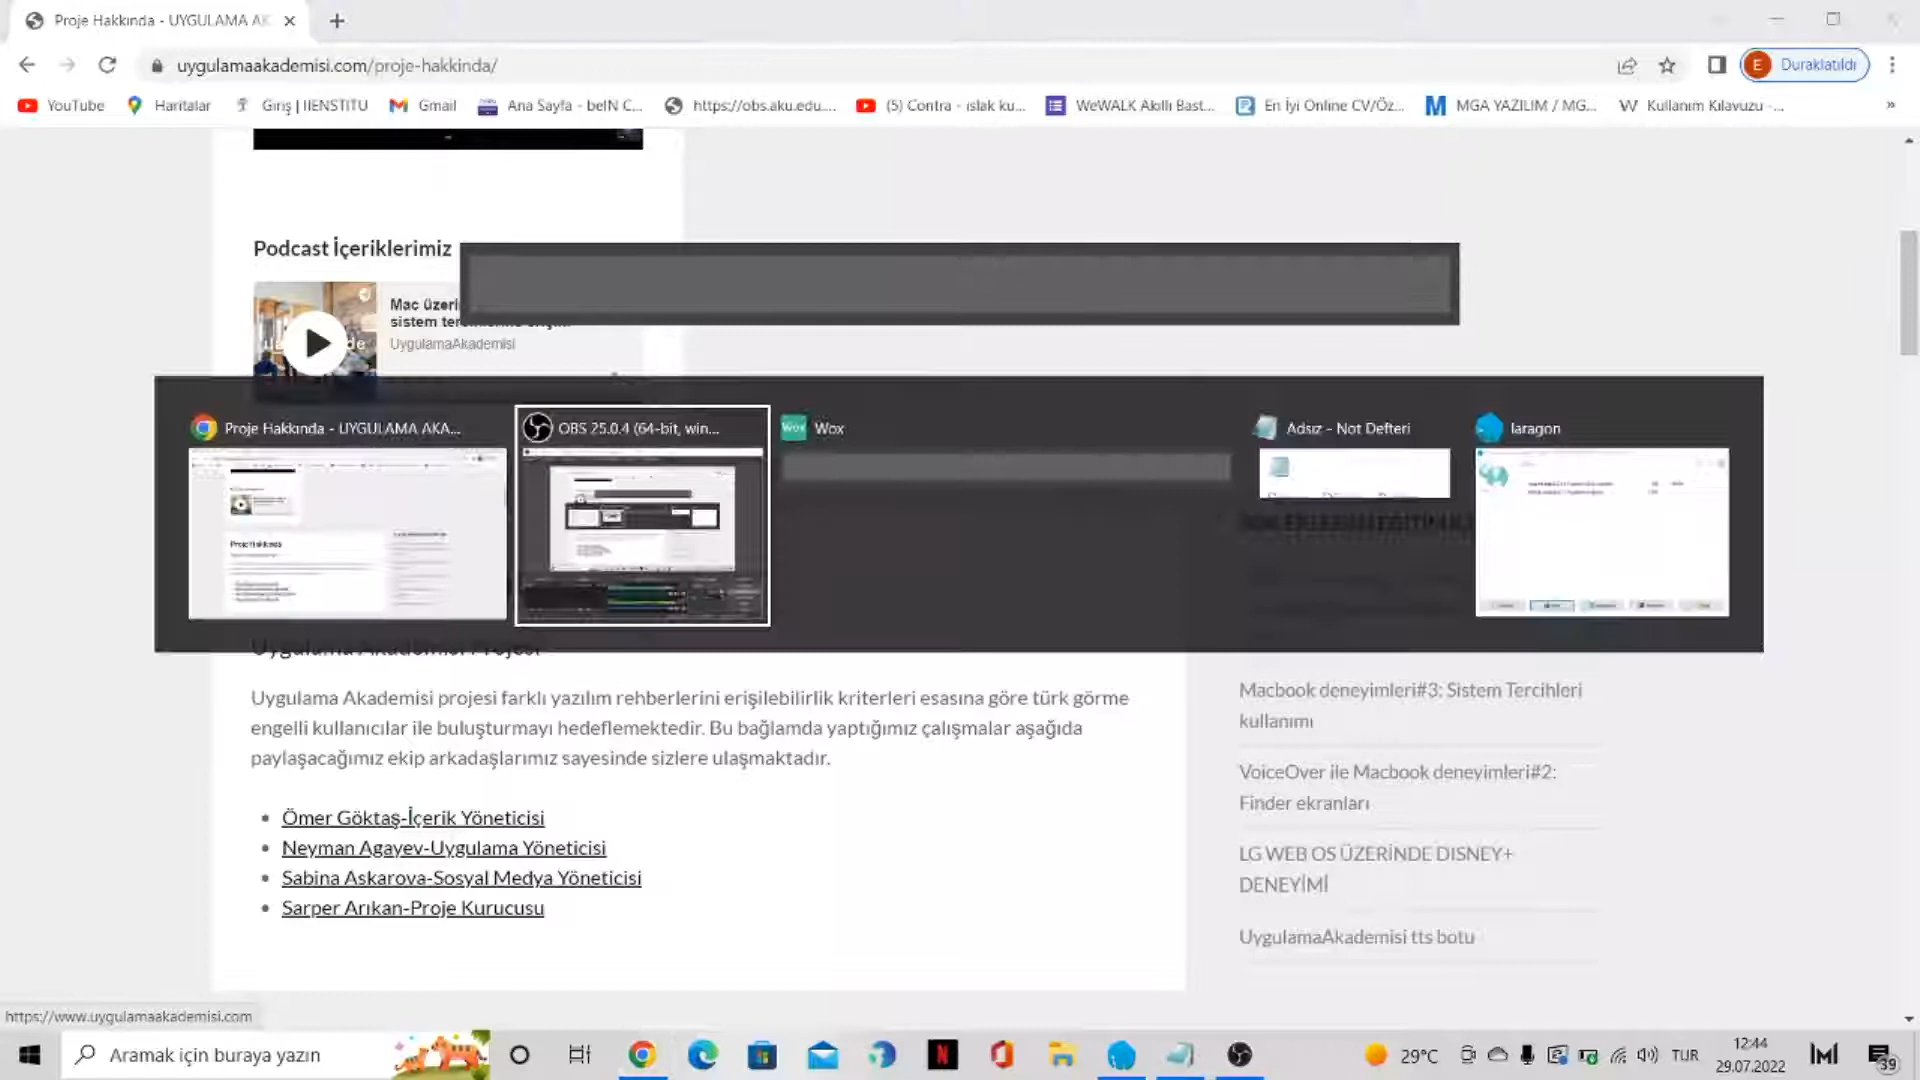 Proje Hakkında - UYGULAMA AK
uygulamaakademisi.com/proje-hakkinda/
Duraklatıldı
YouTube
Haritalar
Giriş | IIENSTITU
Gmail
Ana Sayfa - beIN C...
https://obs.aku.edu....
(5) Contra - ıslak ku...
WeWALK Akıllı Bast...
En İyi Online CV/Öz...
MGA YAZILIM / MG...
Kullanım Kılavuzu -...
»
Podcast İçeriklerimiz
Mac üzeri
UygulamaAkademisi
Proje Hakkında - UYGULAMA AKA...
OBS 25.0.4 (64-bit, win...
Wox
Adsız - Not Defteri
laragon
Uygulama Akademisi Projesi
Uygulama Akademisi projesi farklı yazılım rehberlerini erişilebilirlik kriterleri esasına göre türk görme
engelli kullanıcılar ile buluşturmayı hedeflemektedir. Bu bağlamda yaptığımız çalışmalar aşağıda
paylaşacağımız ekip arkadaşlarımız sayesinde sizlere ulaşmaktadır.
Ömer Göktaş-İçerik Yöneticisi
Neyman Agayev-Uygulama Yöneticisi
Sabina Askarova-Sosyal Medya Yöneticisi
Sarper Arıkan-Proje Kurucusu
Macbook deneyimleri#3: Sistem Tercihleri
kullanımı
VoiceOver ile Macbook deneyimleri#2:
Finder ekranları
LG WEB OS ÜZERİNDE DISNEY+
DENEYİMİ
UygulamaAkademisi tts botu
https://www.uygulamaakademisi.com
Aramak için buraya yazın
29°C
TUR
12:44
29.07.2022
39